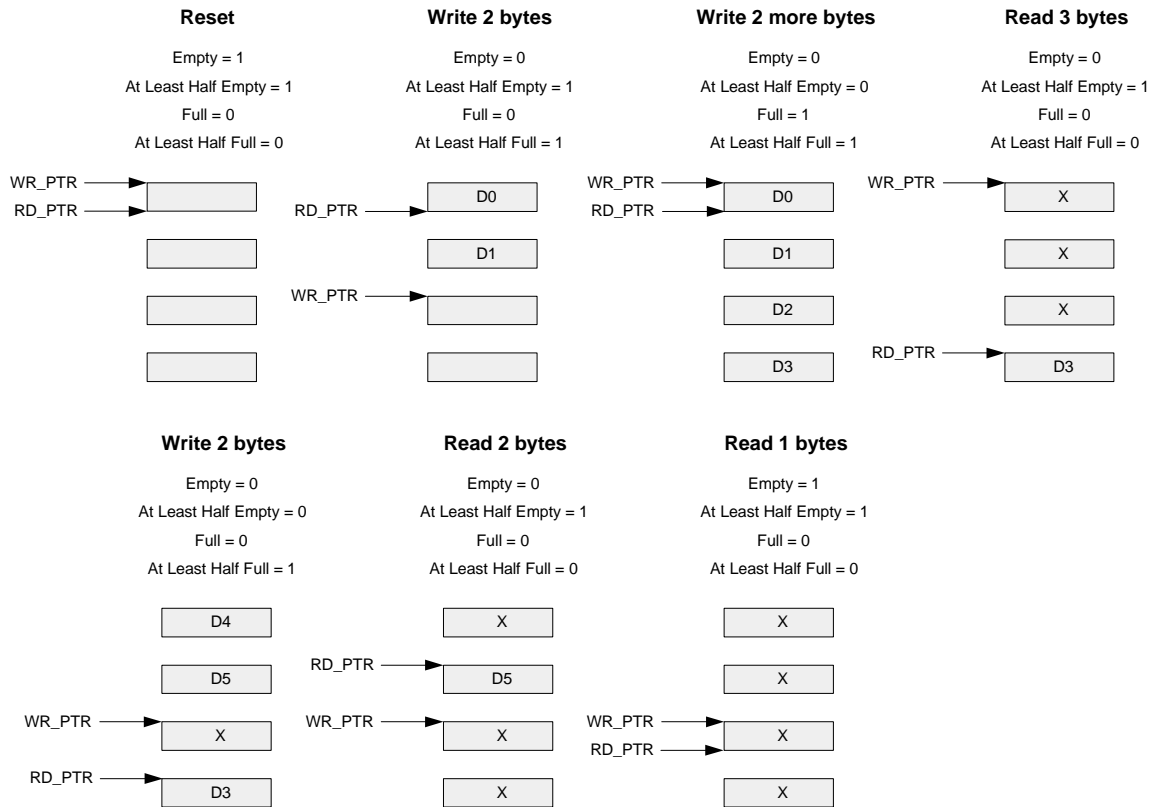 Reset
Empty = 1
At Least Half Empty = 1
Full = 0
At Least Half Full = 0
WR_PTR
RD_PTR
Write 2 bytes
Empty = 0
At Least Half Empty = 1
Full = 0
At Least Half Full = 1
D0
RD_PTR
D1
WR_PTR
Write 2 more bytes
Empty = 0
At Least Half Empty = 0
Full = 1
At Least Half Full = 1
WR_PTR
D0
RD_PTR
D1
D2
D3
Read 3 bytes
Empty = 0
At Least Half Empty = 1
Full = 0
At Least Half Full = 0
WR_PTR
X
X
X
RD_PTR
D3
Write 2 bytes
Empty = 0
At Least Half Empty = 0
Full = 0
At Least Half Full = 1
D4
D5
WR_PTR
X
RD_PTR
D3
Read 2 bytes
Empty = 0
At Least Half Empty = 1
Full = 0
At Least Half Full = 0
X
RD_PTR
D5
WR_PTR
X
X
Read 1 bytes
Empty = 1
At Least Half Empty = 1
Full = 0
At Least Half Full = 0
X
X
WR_PTR
X
RD_PTR
X